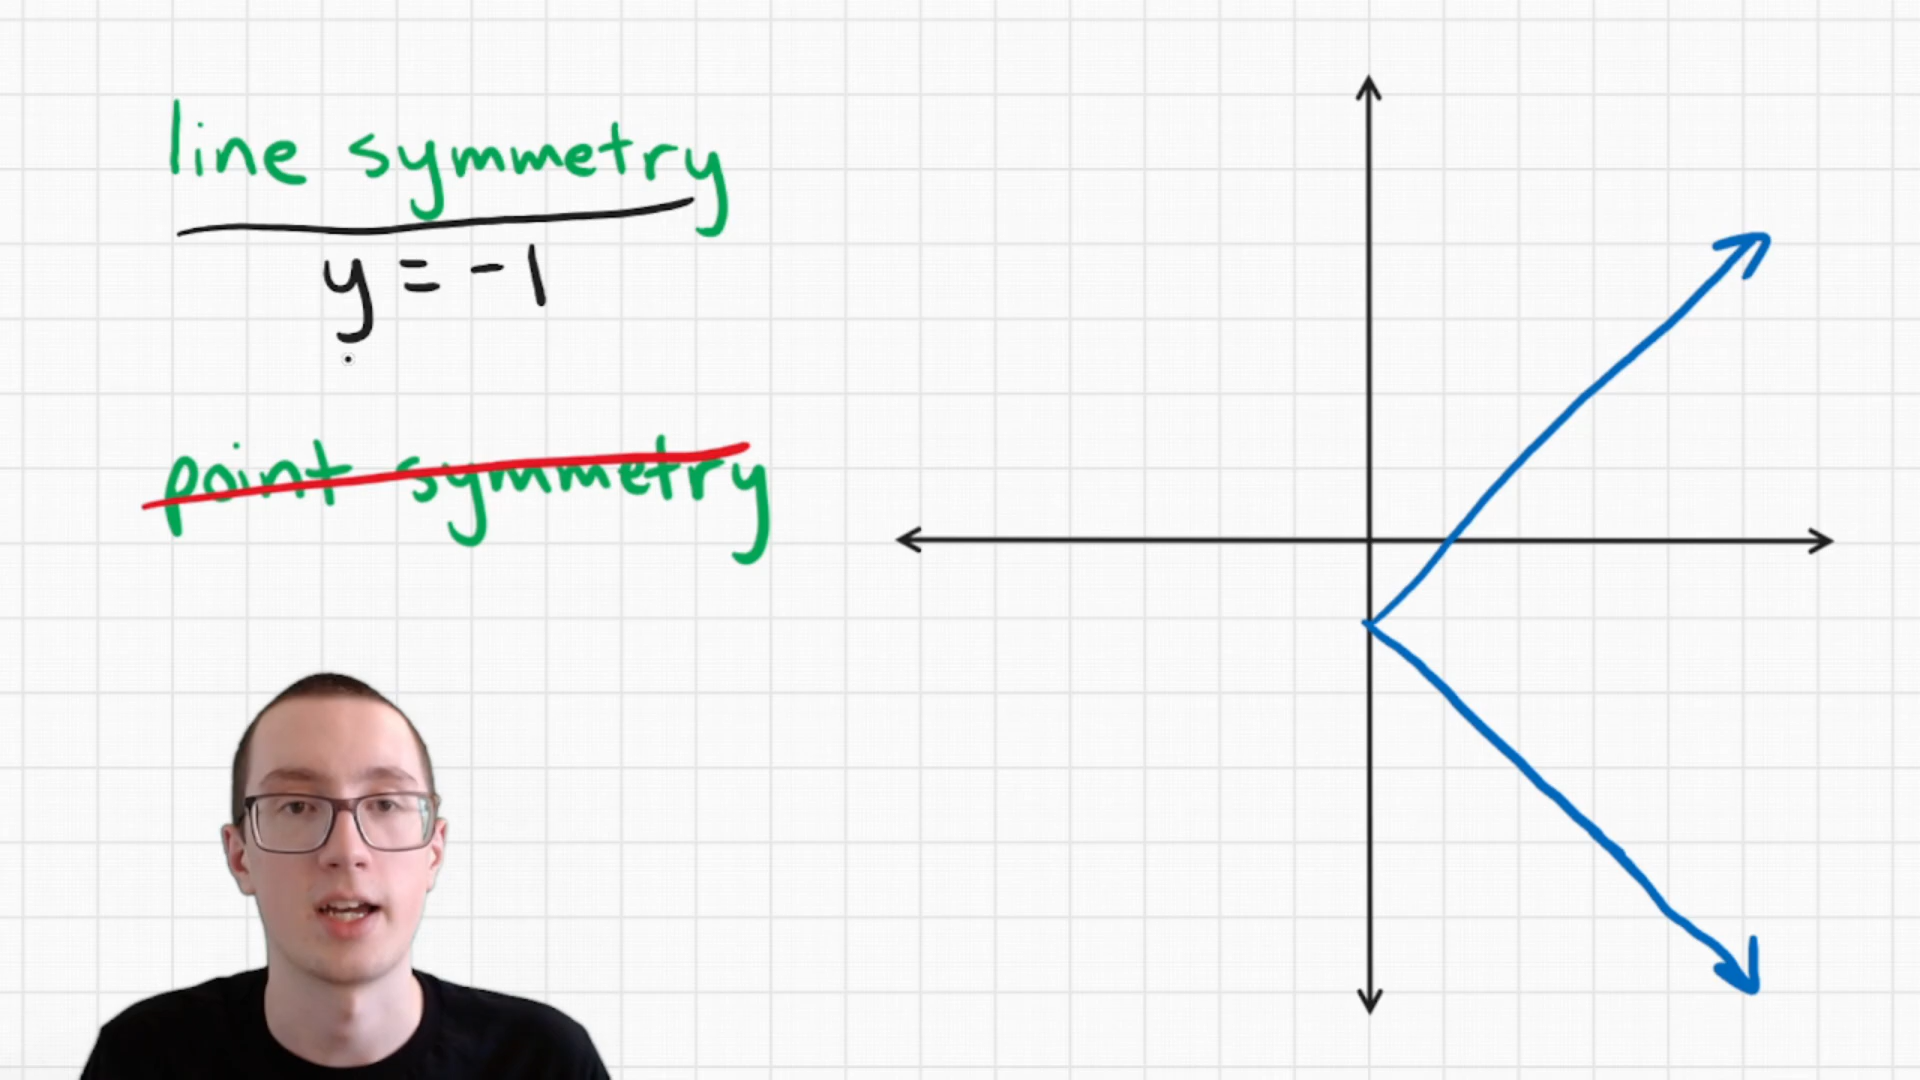 line symmetry
y = -1
point symmetry